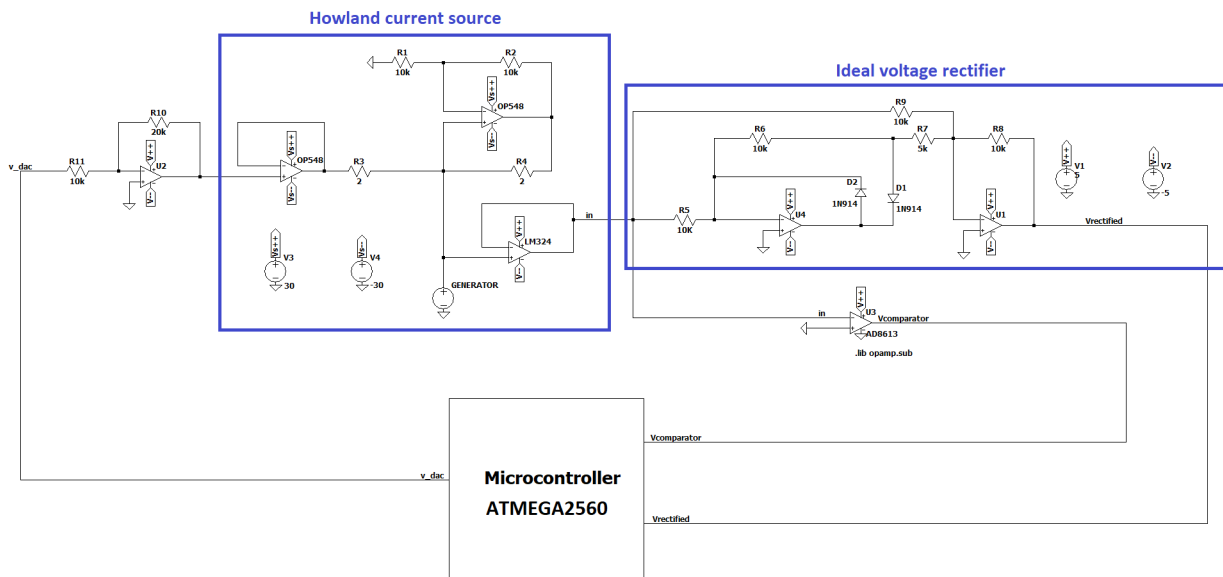 Howland current source
R1
10k
R2
10k
Vs++
OP548
Vs--
Ideal voltage rectifier
R9
10k
R10
20k
V++
U2
V--
v_dac
R11
10k
Vs++
OP548
Vs--
R3
2
R4
2
R6
10k
R7
5k
R8
10k
V++
V1
5
V--
V2
-5
D2
1N914
D1
1N914
in
R5
10K
V++
U4
V--
V++
U1
V--
Vrectified
V++
LM324
V--
Vs++
V3
30
Vs--
V4
-30
GENERATOR
in
V++
U3
Vcomparator
AD8613
.lib opamp.sub
Vcomparator
v_dac
Microcontroller
ATMEGA2560
Vrectified